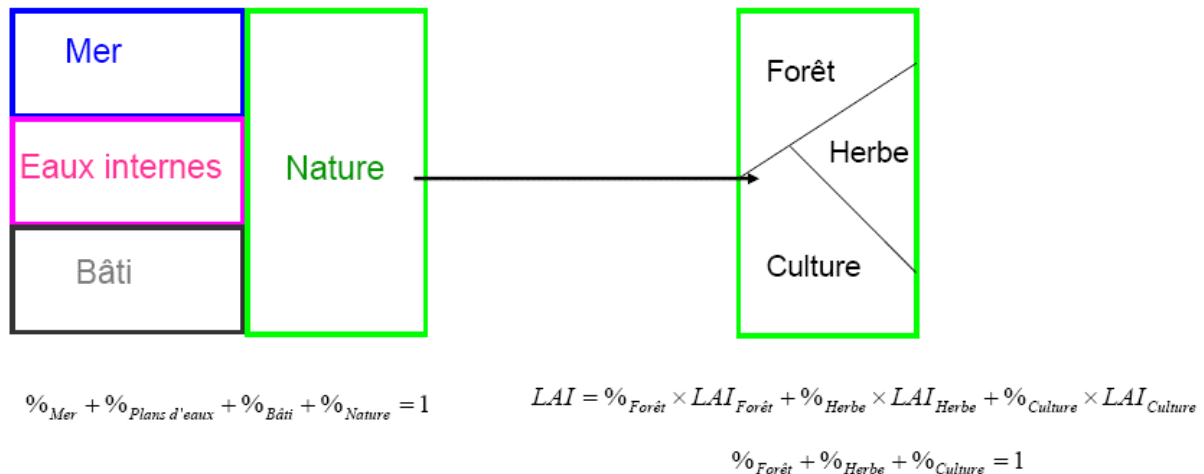 Mer
Eaux internes
Bâti
Nature
Forêt
Herbe
Culture
%Mer + %Plans d'eaux + %Bâti + %Nature = 1
LAI = %Forêt × LAIForêt + %Herbe × LAIHerbe + %Culture × LAICulture
%Forêt + %Herbe + %Culture = 1